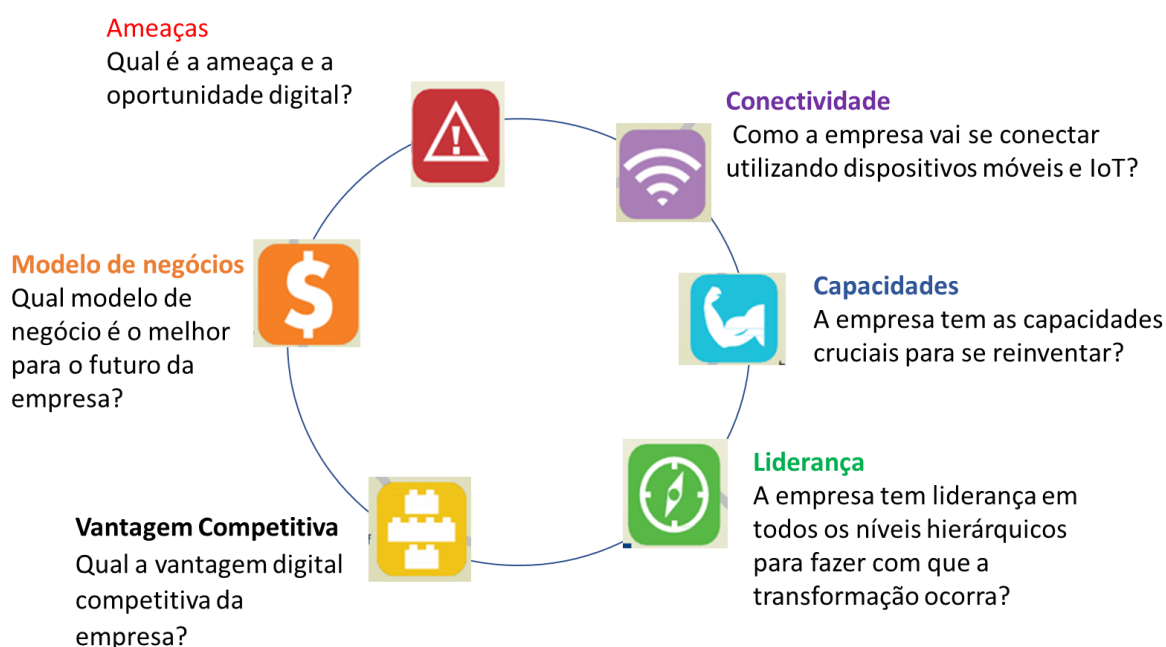 Ameaças
Qual é a ameaça e a
oportunidade digital?
Conectividade
Como a empresa vai se conectar
utilizando dispositivos móveis e IoT?
Modelo de negócios
Qual modelo de
negócio é o melhor
para o futuro da
empresa?
Capacidades
A empresa tem as capacidades
cruciais para se reinventar?
Liderança
A empresa tem liderança em
todos os níveis hierárquicos
para fazer com que a
transformação ocorra?
Vantagem Competitiva
Qual a vantagem digital
competitiva da
empresa?
$